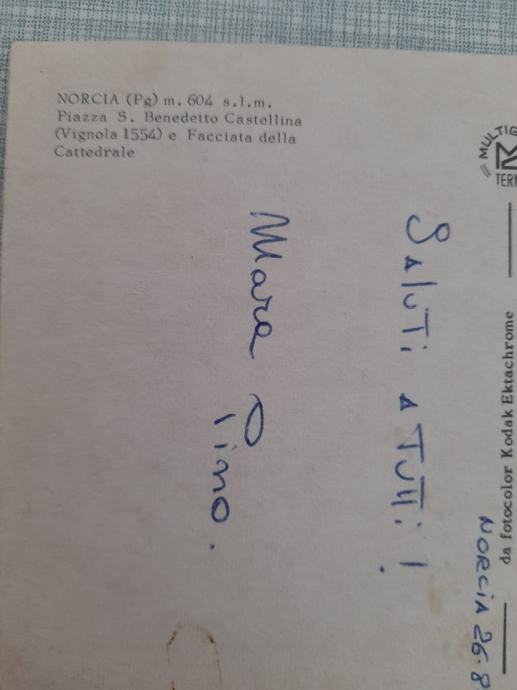 NORCIA (Pg) m. 604 s.l.m.
Piazza S. Benedetto Castellina
(Vignola 1554) e Facciata della
Cattedrale
NORCIA 26.8
Saluti a tutti!
Mara Pino.
da fotocolor Kodak Ektachrome
MULTIG
TERN